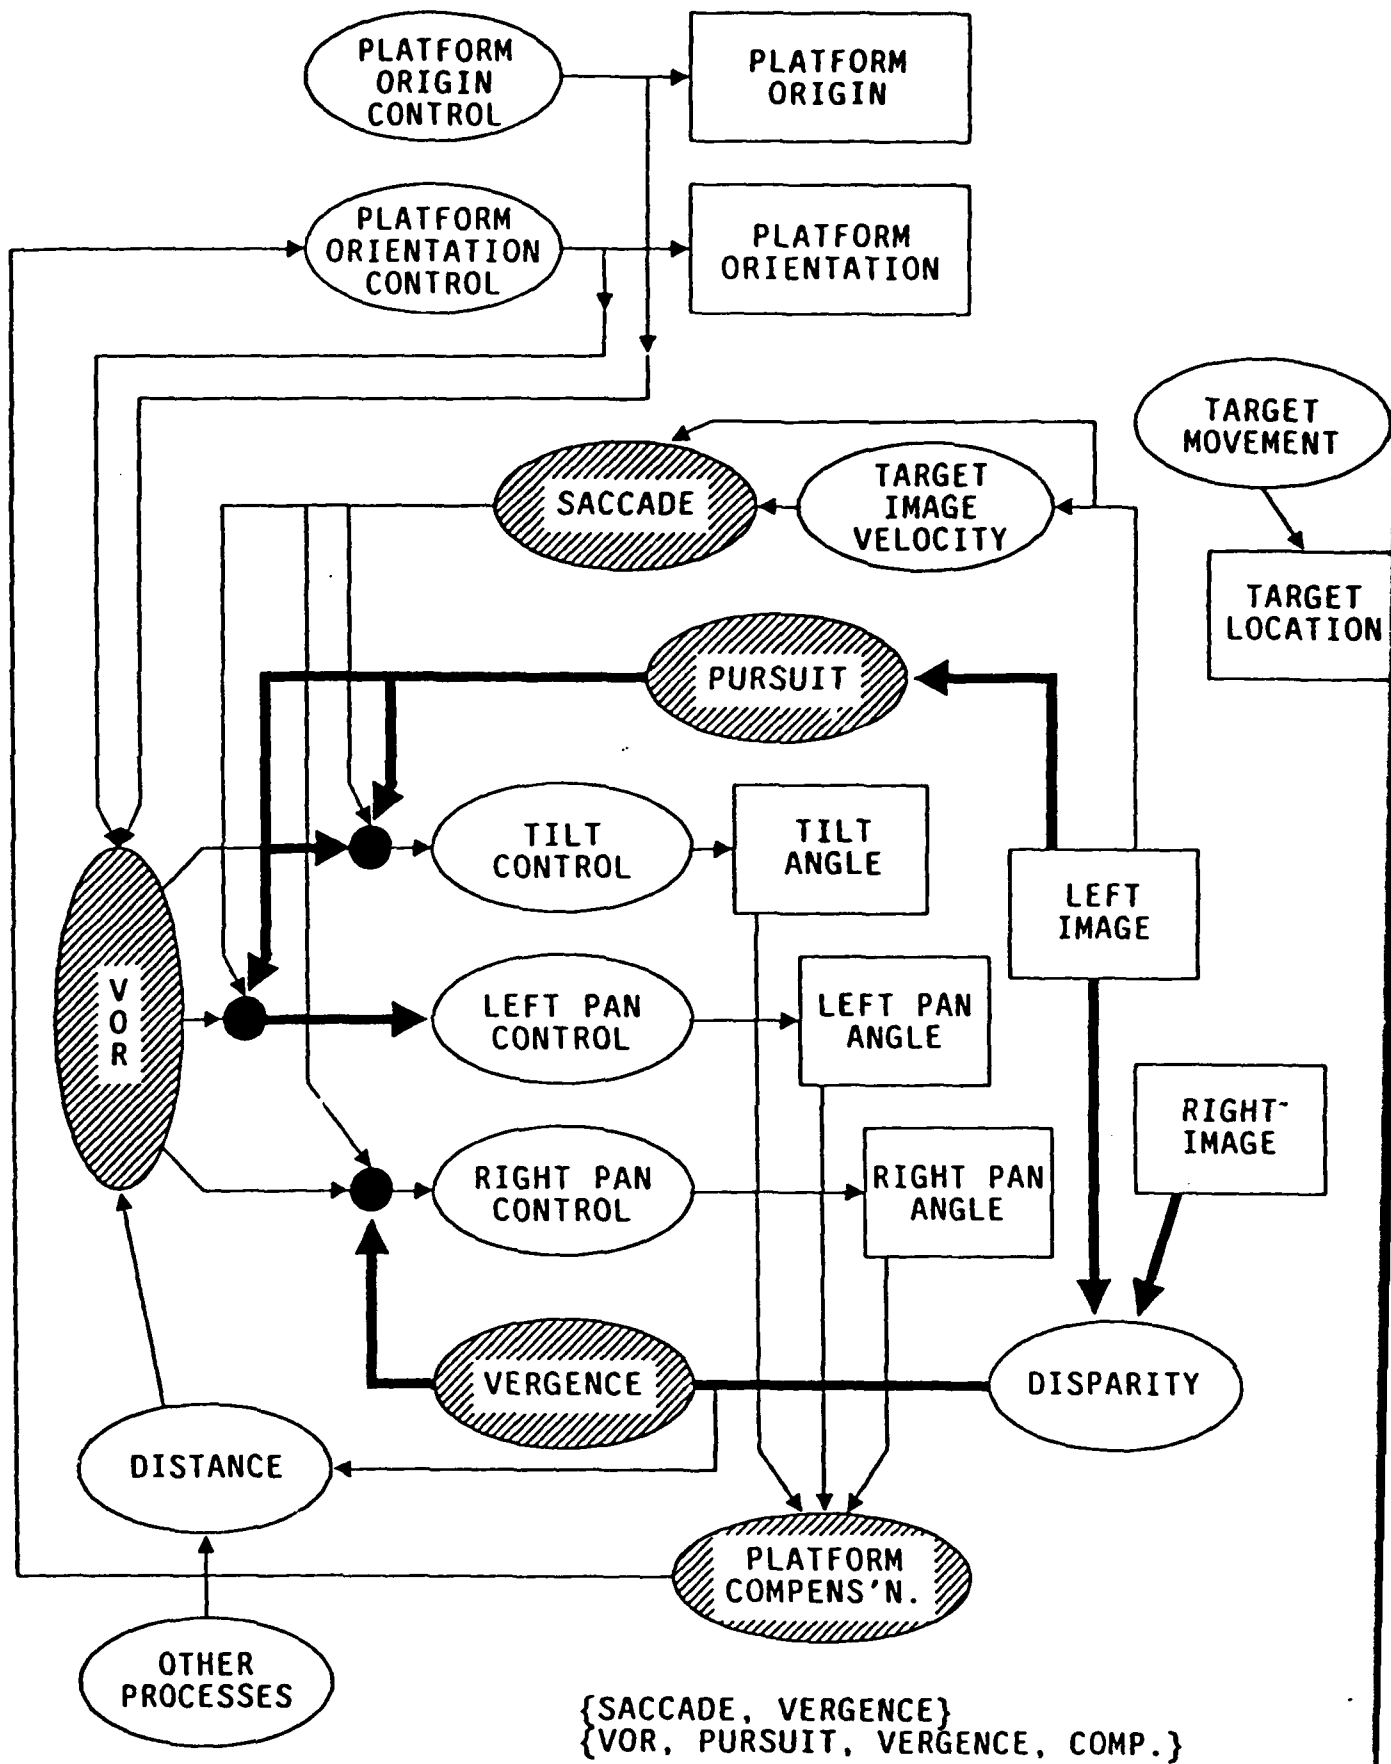 PLATFORM
ORIGIN
CONTROL
PLATFORM
ORIGIN
PLATFORM
ORIENTATION
CONTROL
PLATFORM
ORIENTATION
TARGET
MOVEMENT
SACCADE
TARGET
IMAGE
VELOCITY
TARGET
LOCATION
PURSUIT
TILT
CONTROL
TILT
ANGLE
LEFT
IMAGE
V
O
R
LEFT PAN
CONTROL
LEFT PAN
ANGLE
RIGHT
IMAGE
RIGHT PAN
CONTROL
RIGHT PAN
ANGLE
VERGENCE
DISPARITY
DISTANCE
PLATFORM
COMPENS'N.
OTHER
PROCESSES
{SACCADE, VERGENCE}
{VOR, PURSUIT, VERGENCE, COMP.}